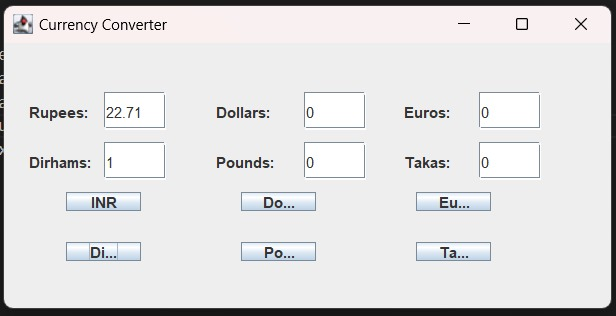 Currency Converter
Rupees: 22.71 Dollars: 0 Euros: 0
Dirhams: 1 Pounds: 0 Takas: 0
INR Do... Eu...
Di... Po... Ta...